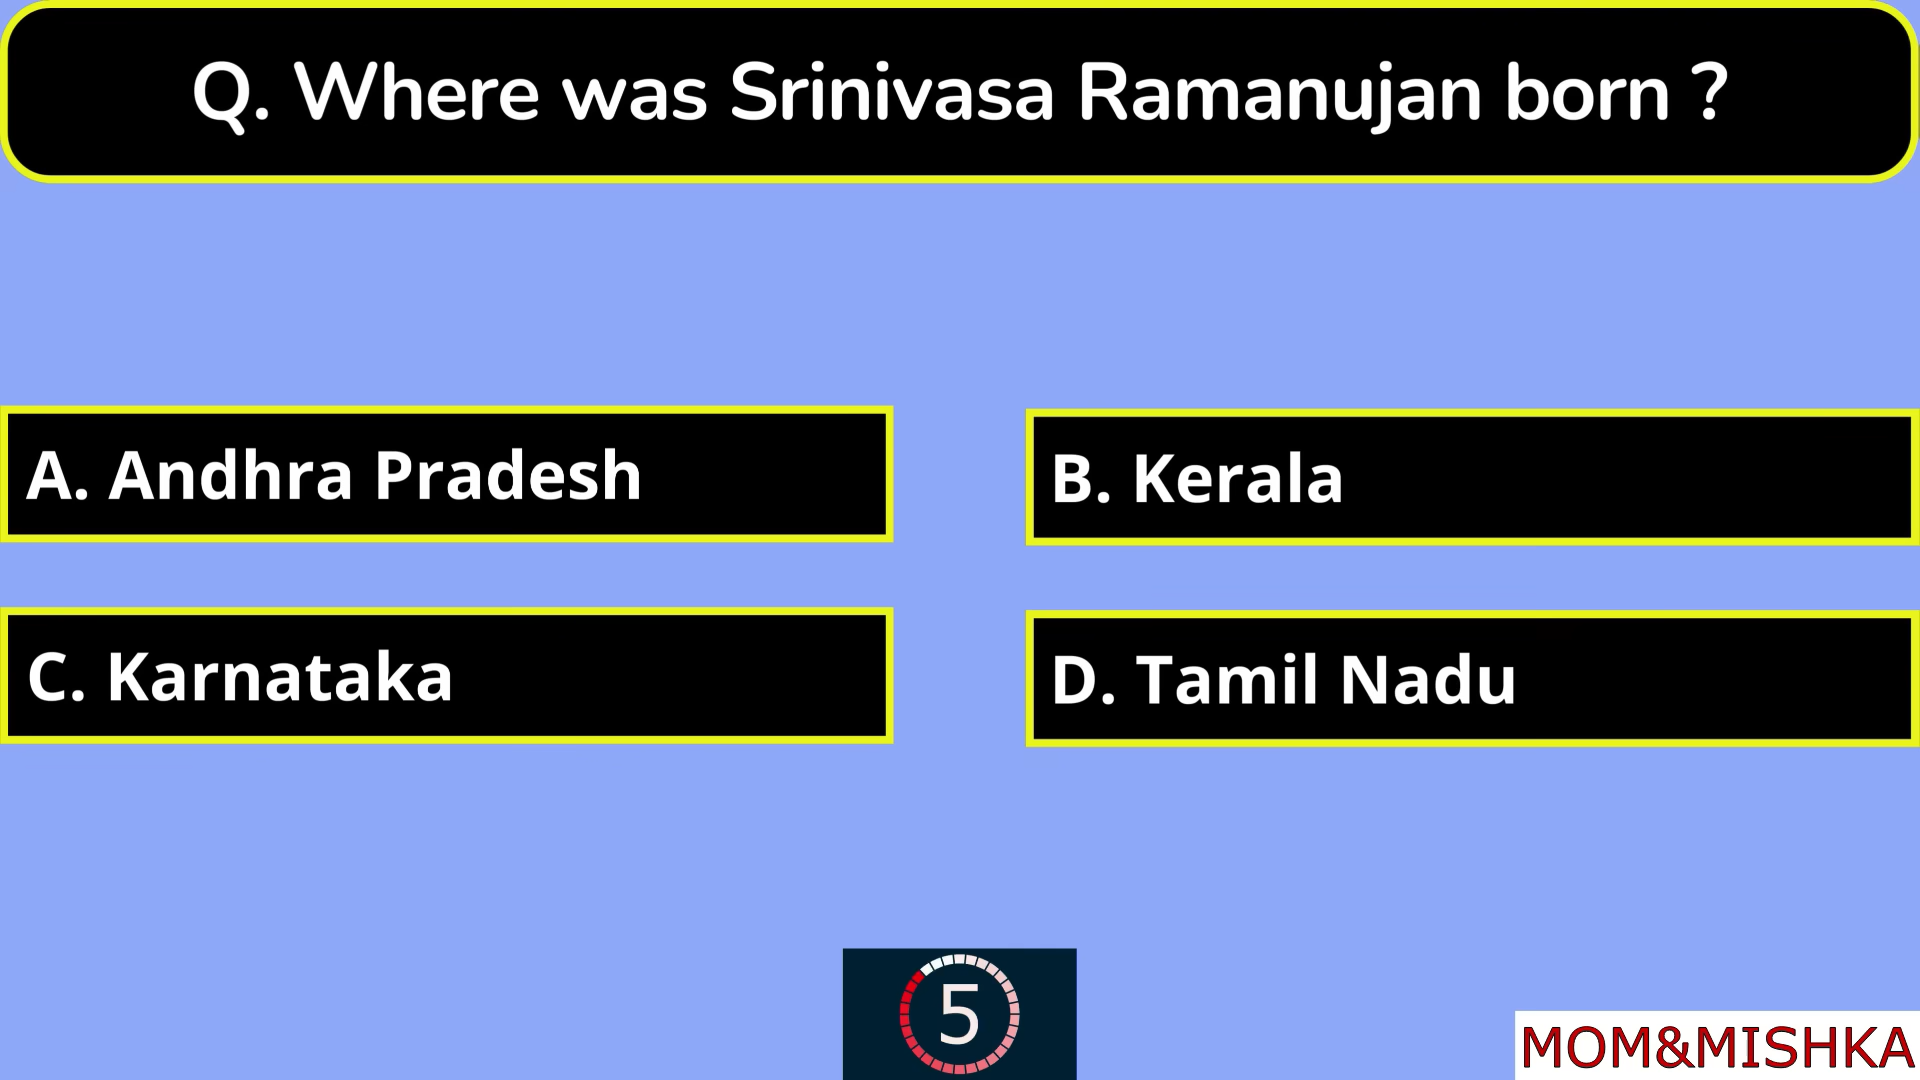 Q. Where was Srinivasa Ramanujan born ?
A. Andhra Pradesh
B. Kerala
C. Karnataka
D. Tamil Nadu
5
MOM&MISHKA